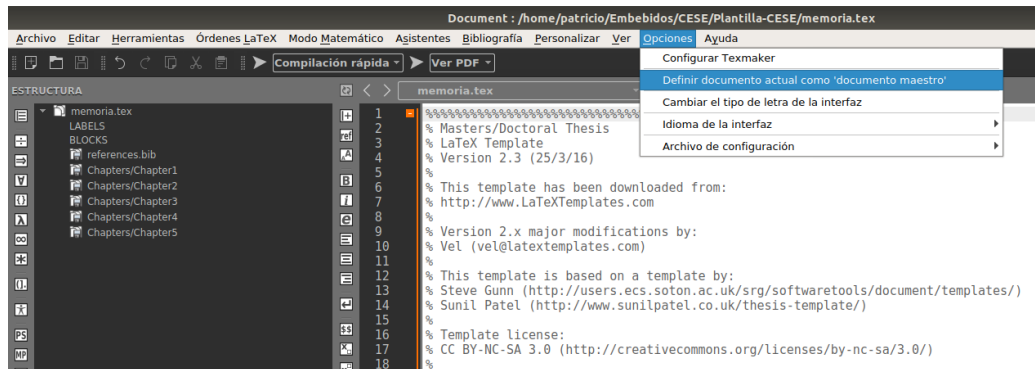 Document : /home/patricio/Embebidos/CESE/Plantilla-CESE/memoria.tex
Archivo Editar Herramientas Órdenes LaTeX Modo Matemático Asistentes Bibliografía Personalizar Ver Opciones Ayuda
Compilación rápida Ver PDF
Configurar Texmaker
Definir documento actual como 'documento maestro'
Cambiar el tipo de letra de la interfaz
Idioma de la interfaz
Archivo de configuración
ESTRUCTURA
memoria.tex
LABELS
BLOCKS
references.bib
Chapters/Chapter1
Chapters/Chapter2
Chapters/Chapter3
Chapters/Chapter4
Chapters/Chapter5
memoria.tex
1 %%%%%%%%%%%%%%%%%%%%%%%%%%%%%
2 % Masters/Doctoral Thesis
3 % LaTeX Template
4 % Version 2.3 (25/3/16)
5 %
6 % This template has been downloaded from:
7 % http://www.LaTeXTemplates.com
8 %
9 % Version 2.x major modifications by:
10 % Vel (vel@latextemplates.com)
11 %
12 % This template is based on a template by:
13 % Steve Gunn (http://users.ecs.soton.ac.uk/srg/softwaretools/document/templates/)
14 % Sunil Patel (http://www.sunilpatel.co.uk/thesis-template/)
15 %
16 % Template license:
17 % CC BY-NC-SA 3.0 (http://creativecommons.org/licenses/by-nc-sa/3.0/)
18 %